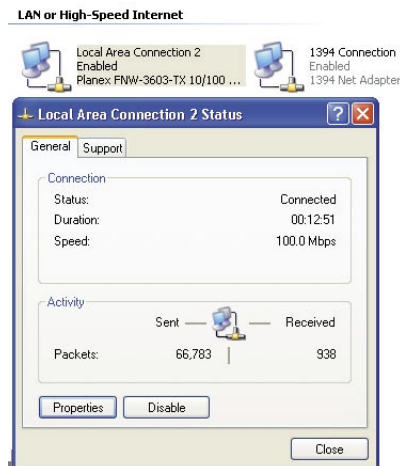 LAN or High-Speed Internet
Local Area Connection 2
Enabled
Planex FNW-3603-TX 10/100 ...
1394 Connection
Enabled
1394 Net Adapter
Local Area Connection 2 Status
General
Support
Connection
Status: Connected
Duration: 00:12:51
Speed: 100.0 Mbps
Activity
Sent — Received
Packets: 66,783 | 938
Properties
Disable
Close